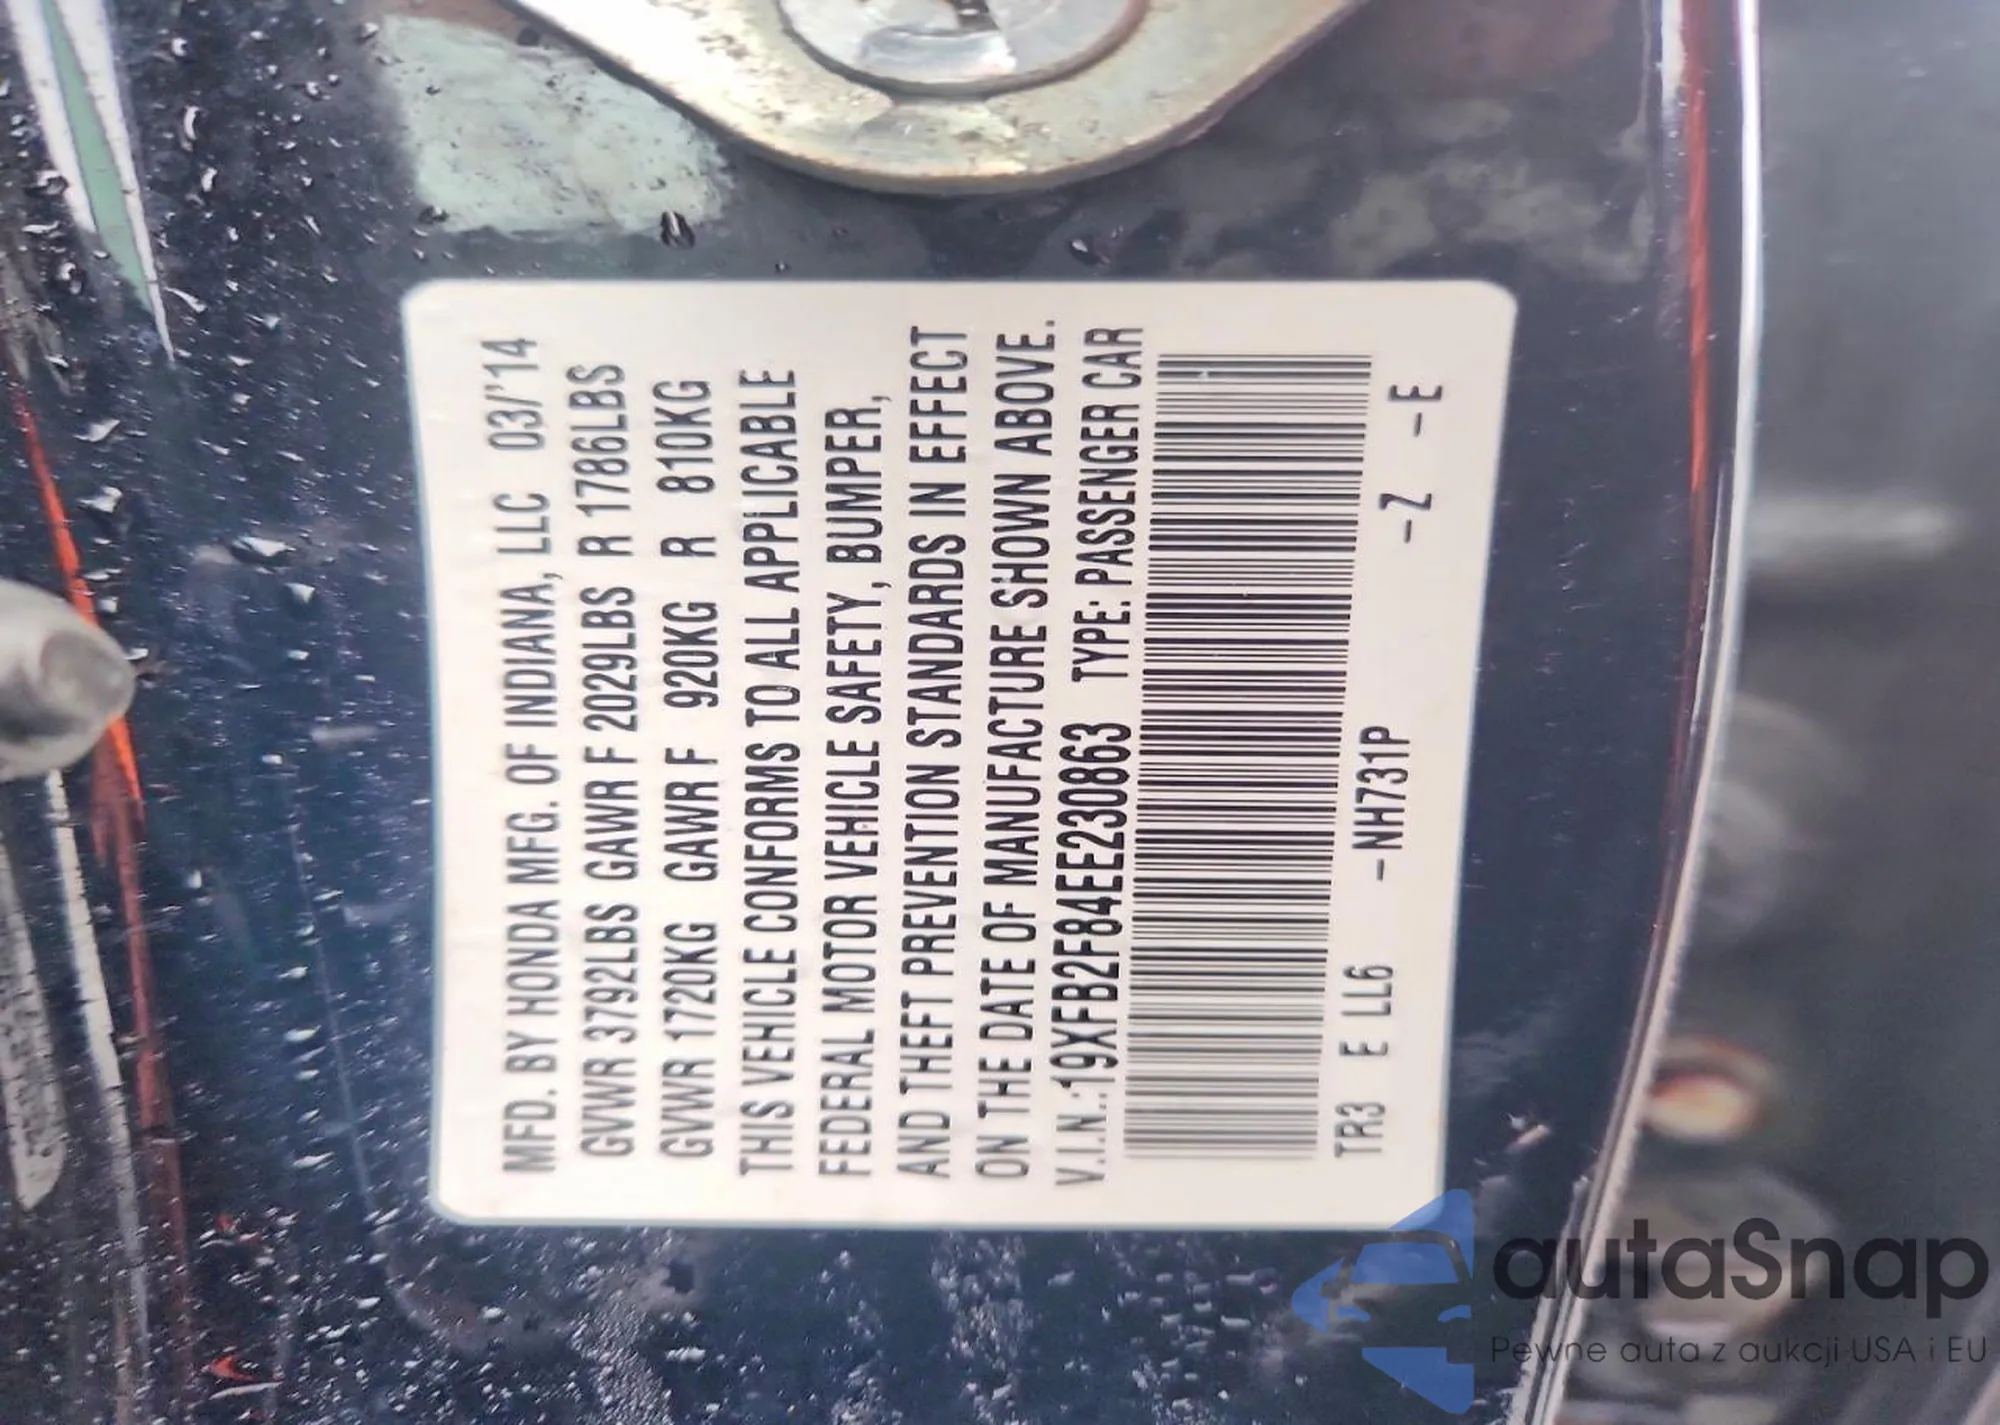 MFD. BY HONDA MFG. OF INDIANA, LLC 03/'14
GVWR 3792LBS GAWR F 2029LBS R 1786LBS
GVWR 1720KG GAWR F 920KG R 810KG
THIS VEHICLE CONFORMS TO ALL APPLICABLE
FEDERAL MOTOR VEHICLE SAFETY, BUMPER,
AND THEFT PREVENTION STANDARDS IN EFFECT
ON THE DATE OF MANUFACTURE SHOWN ABOVE.
V.I.N.:19XFB2F84EE230863 TYPE: PASSENGER CAR
TR3 E LL6 -NH731P -Z -E
autaSnap
Pewne auta z aukcji USA i EU